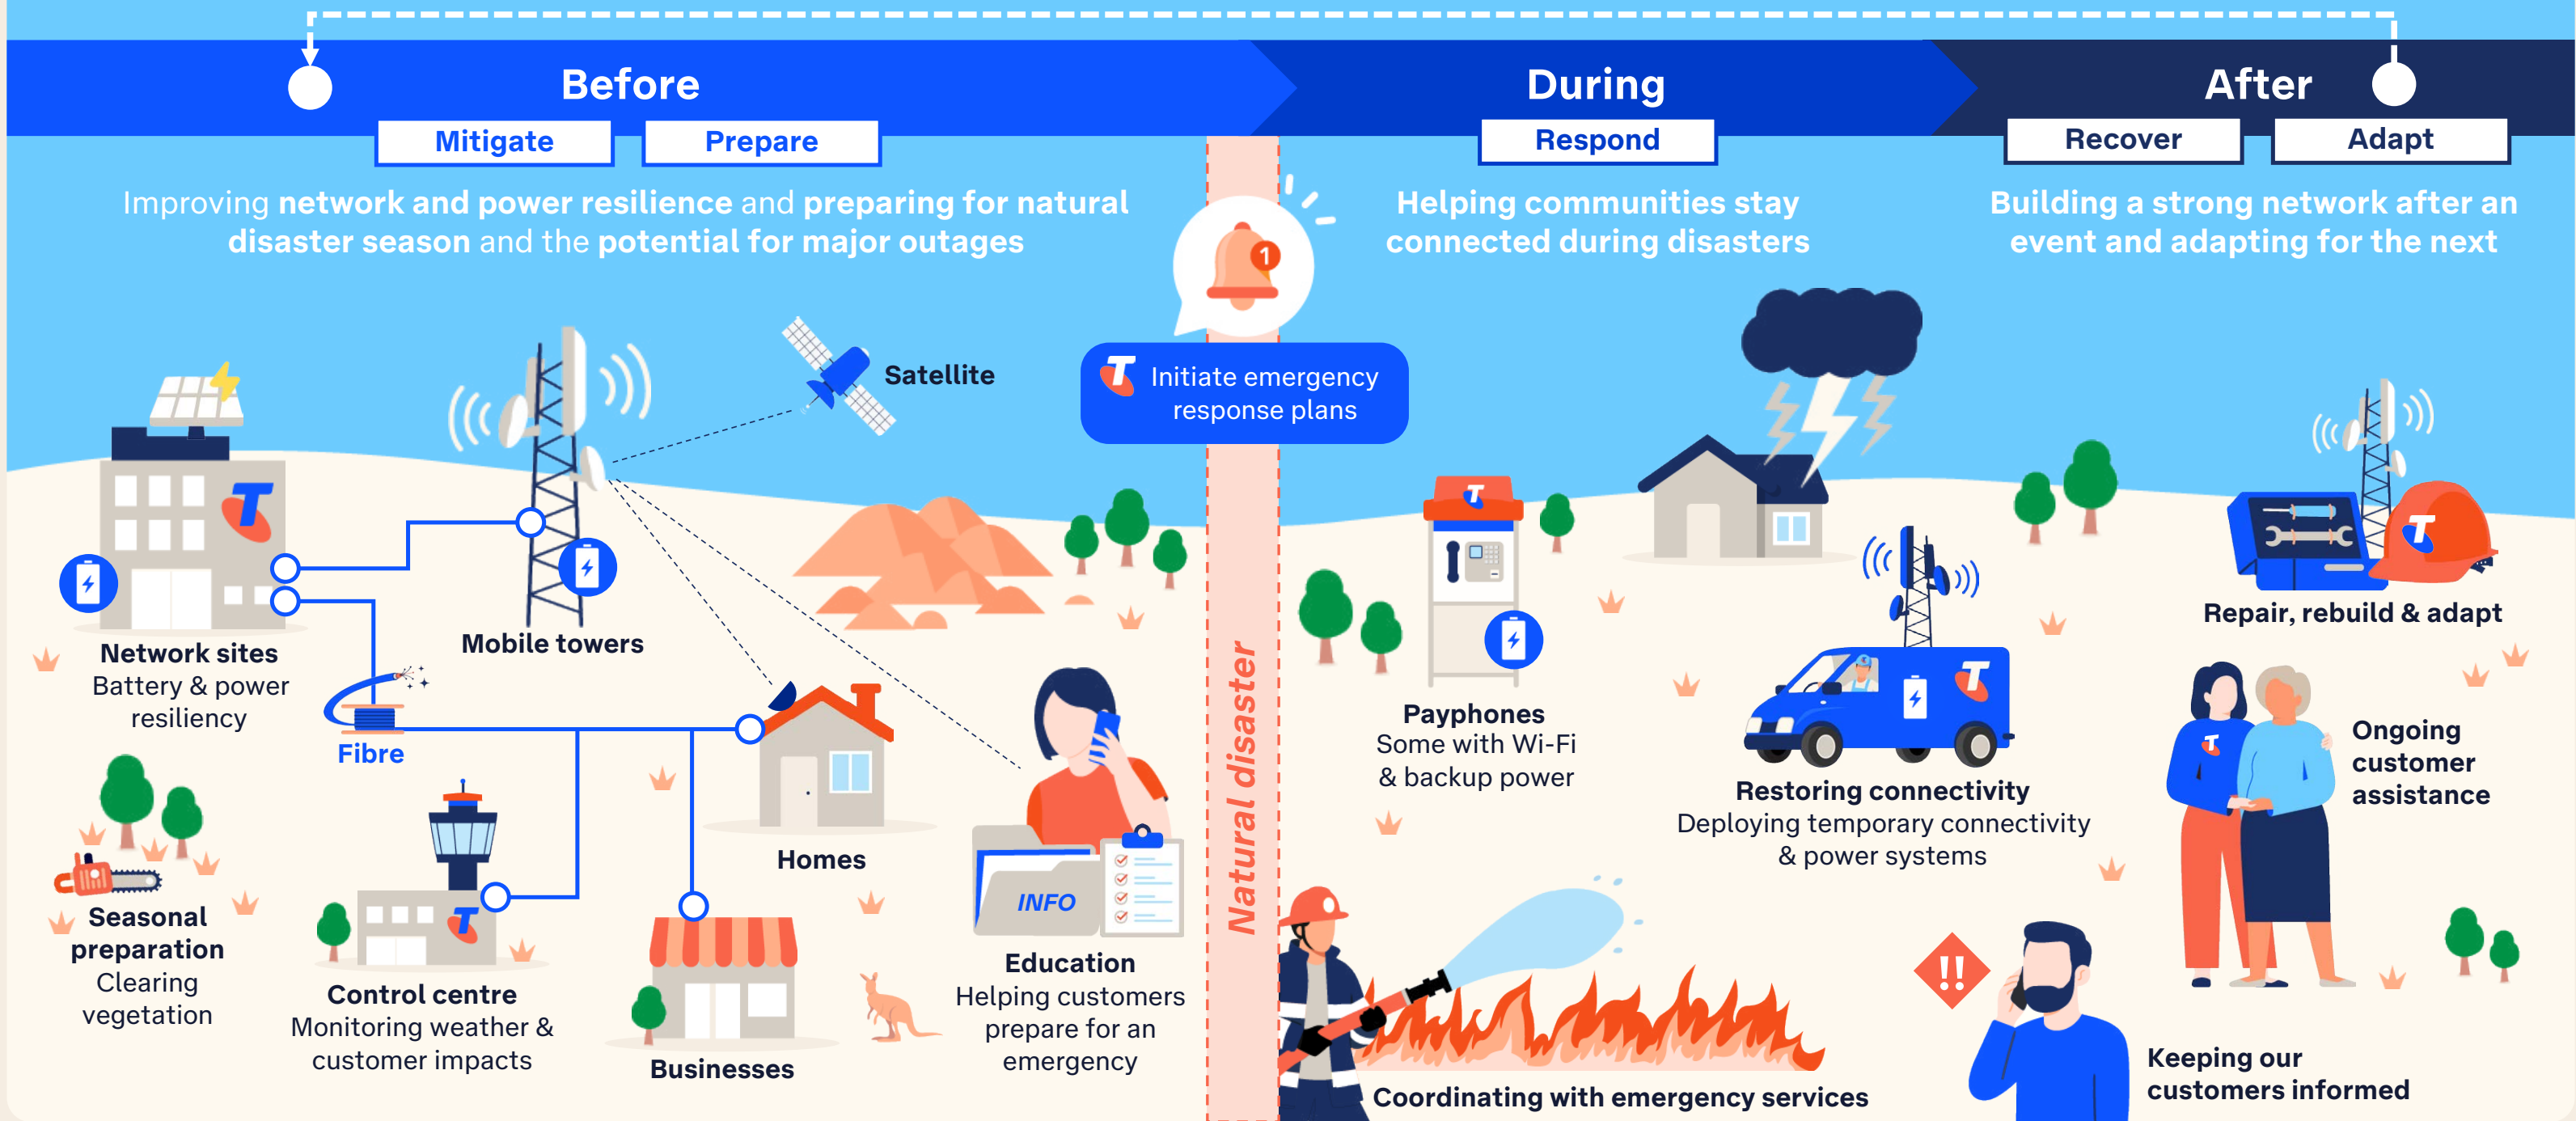 Before
Mitigate
Prepare
Improving network and power resilience and preparing for natural
disaster season and the potential for major outages
Satellite
Network sites
Battery & power
resiliency
Mobile towers
Fibre
Seasonal
preparation
Clearing
vegetation
Control centre
Monitoring weather &
customer impacts
Homes
Businesses
INFO
Education
Helping customers
prepare for an
emergency
1
T Initiate emergency
response plans
Natural disaster
During
Respond
Helping communities stay
connected during disasters
Payphones
Some with Wi-Fi
& backup power
Restoring connectivity
Deploying temporary connectivity
& power systems
Coordinating with emergency services
After
Recover
Adapt
Building a strong network after an
event and adapting for the next
Repair, rebuild & adapt
Ongoing
customer
assistance
!!
Keeping our
customers informed